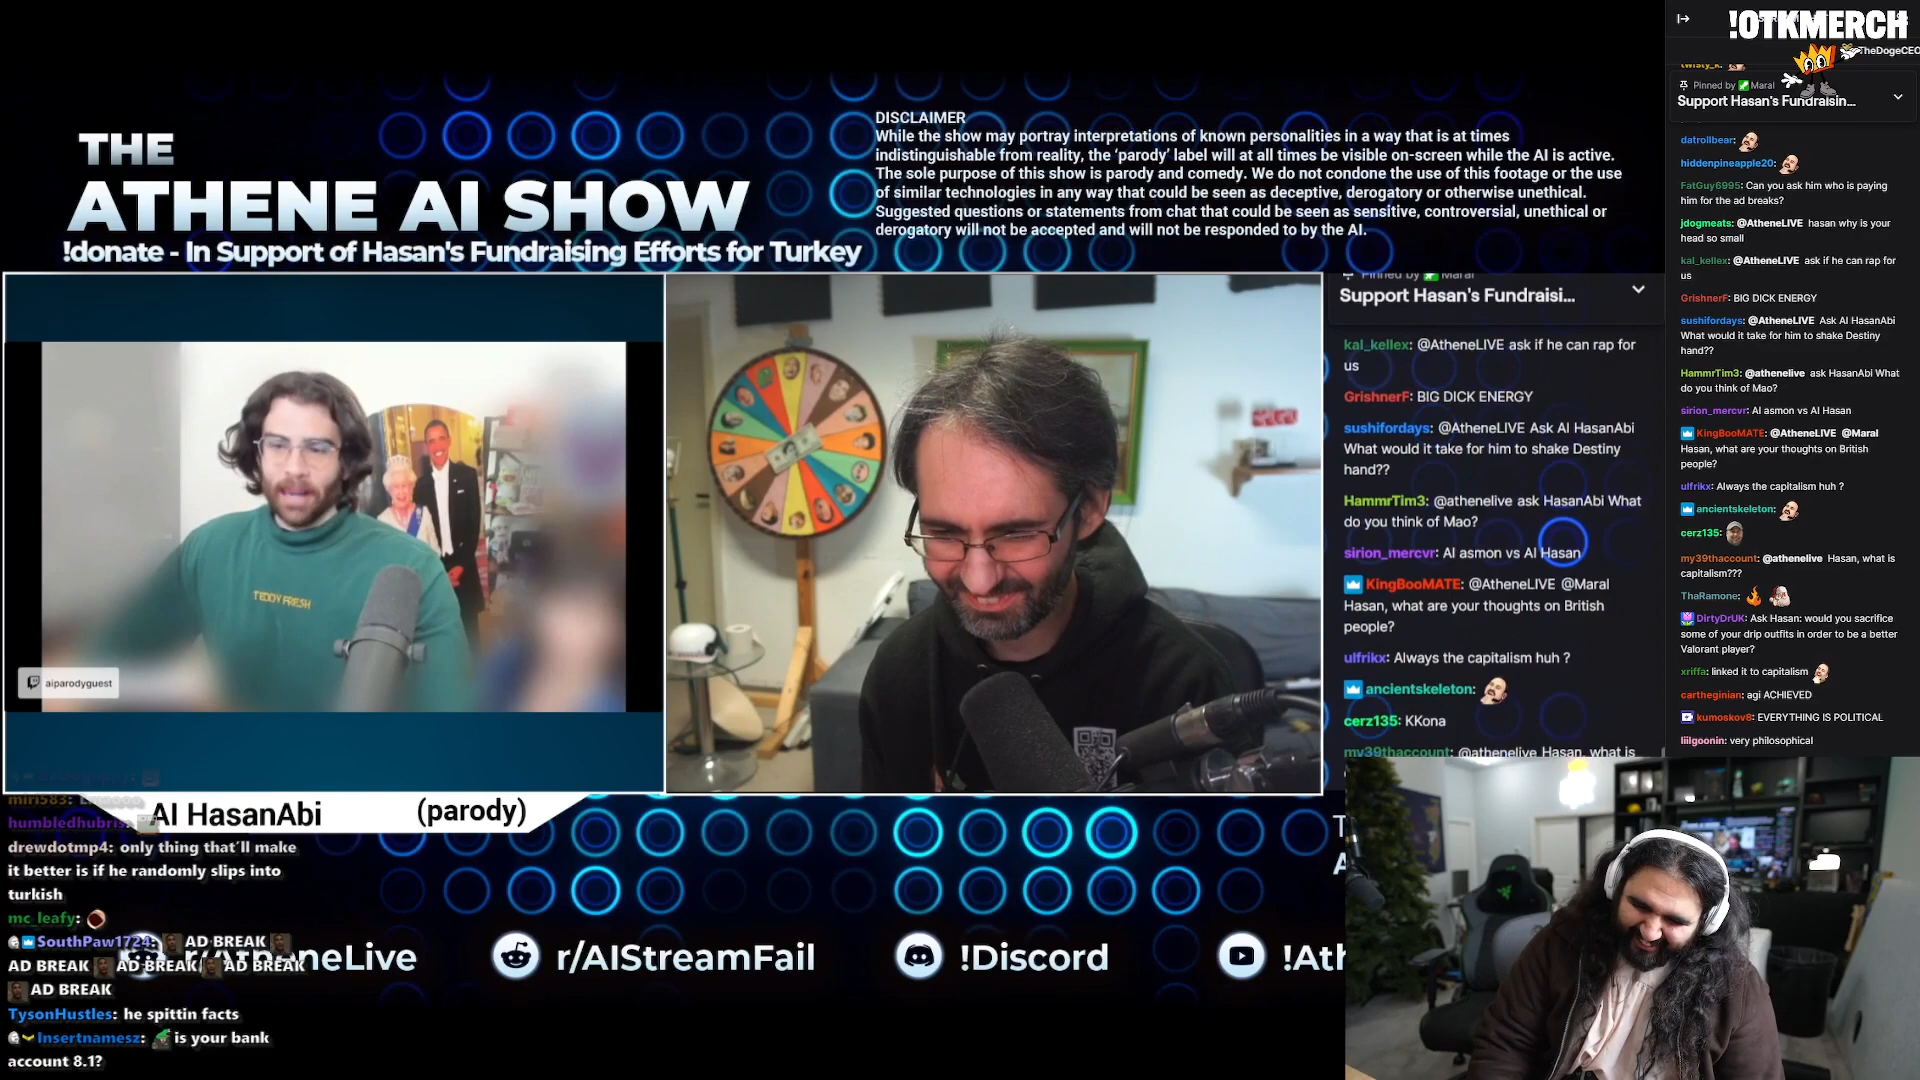 THE
ATHENE AI SHOW
!donate - In Support of Hasan's Fundraising Efforts for Turkey
DISCLAIMER
While the show may portray interpretations of known personalities in a way that is at times
indistinguishable from reality, the 'parody' label will at all times be visible on-screen while the AI is active.
The sole purpose of this show is parody and comedy. We do not condone the use of this footage or the use
of similar technologies in any way that could be seen as deceptive, derogatory or otherwise unethical.
Suggested questions or statements from chat that could be seen as sensitive, controversial, unethical or
derogatory will not be accepted and will not be responded to by the AI.
TEDDY FRESH
aiparodyguest
AI HasanAbi (parody)
Pinned by Maral
Support Hasan's Fundraisi...
kal_kellex: @AtheneLIVE ask if he can rap for
us
GrishnerF: BIG DICK ENERGY
sushifordays: @AtheneLIVE Ask AI HasanAbi
What would it take for him to shake Destiny
hand??
HammrTim3: @athenelive ask HasanAbi What
do you think of Mao?
sirion_mercvr: AI asmon vs AI Hasan
KingBooMATE: @AtheneLIVE @Maral
Hasan, what are your thoughts on British
people?
ulfrikx: Always the capitalism huh ?
ancientskeleton:
cerz135: KKona
my39thaccount: @athenelive Hasan, what is
!OTKMERCH
TheDogeCEO
Pinned by Maral
Support Hasan's Fundraisin...
datrollbear:
hiddenpineapple20:
FatGuy6995: Can you ask him who is paying
him for the ad breaks?
jdogmeats: @AtheneLIVE hasan why is your
head so small
kal_kellex: @AtheneLIVE ask if he can rap for
us
GrishnerF: BIG DICK ENERGY
sushifordays: @AtheneLIVE Ask AI HasanAbi
What would it take for him to shake Destiny
hand??
HammrTim3: @athenelive ask HasanAbi What
do you think of Mao?
sirion_mercvr: AI asmon vs AI Hasan
KingBooMATE: @AtheneLIVE @Maral
Hasan, what are your thoughts on British
people?
ulfrikx: Always the capitalism huh ?
ancientskeleton:
cerz135:
my39thaccount: @athenelive Hasan, what is
capitalism???
ThaRamone:
DirtyDrUK: Ask Hasan: would you sacrifice
some of your drip outfits in order to be a better
Valorant player?
xriffa: linked it to capitalism
cartheginian: agi ACHIEVED
kumoskov8: EVERYTHING IS POLITICAL
liilgoonin: very philosophical
miri583:
humbledhubris:
drewdotmp4: only thing that'll make
it better is if he randomly slips into
turkish
mc_leafy:
SouthPaw1724: AD BREAK
AD BREAK AD BREAK AD BREAK
AD BREAK
TysonHustles: he spittin facts
Insertnamesz: is your bank
account 8.1?
r/AtheneLive
r/AIStreamFail
!Discord
!Ath